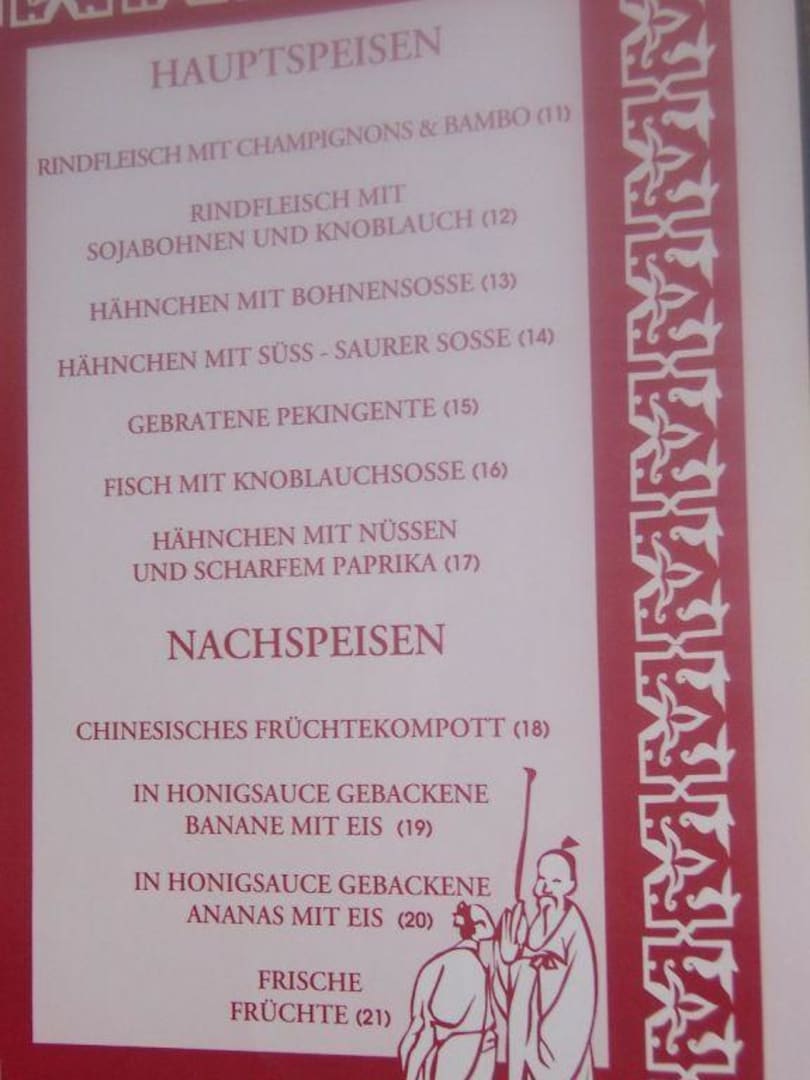 HAUPTSPEISEN
RINDFLEISCH MIT CHAMPIGNONS & BAMBO (11)
RINDFLEISCH MIT
SOJABOHNEN UND KNOBLAUCH (12)
HÄHNCHEN MIT BOHNENSOSSE (13)
HÄHNCHEN MIT SÜSS - SAURER SOSSE (14)
GEBRATENE PEKINGENTE (15)
FISCH MIT KNOBLAUCHSOSSE (16)
HÄHNCHEN MIT NÜSSEN
UND SCHARFEM PAPRIKA (17)
NACHSPEISEN
CHINESISCHES FRÜCHTEKOMPOTT (18)
IN HONIGSAUCE GEBACKENE
BANANE MIT EIS (19)
IN HONIGSAUCE GEBACKENE
ANANAS MIT EIS (20)
FRISCHE
FRÜCHTE (21)